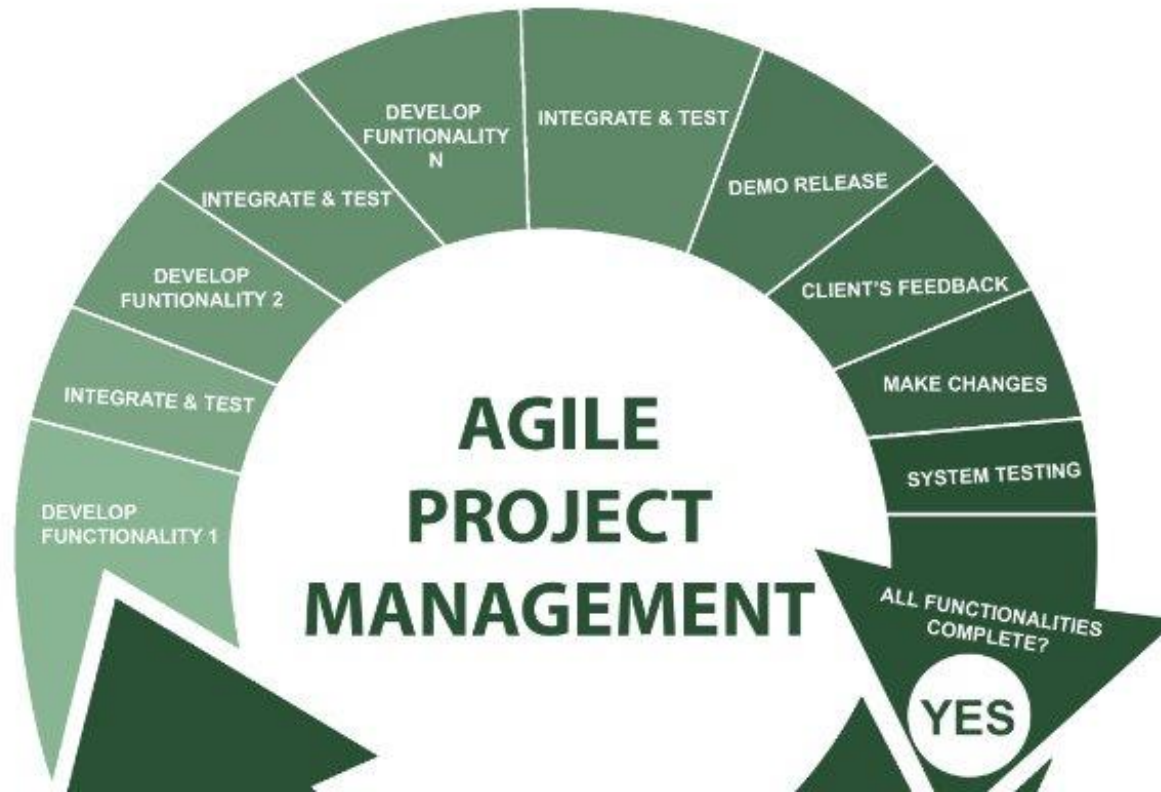 DEVELOP
FUNCTIONALITY 1
INTEGRATE & TEST
DEVELOP
FUNTIONALITY 2
INTEGRATE & TEST
DEVELOP
FUNTIONALITY
N
INTEGRATE & TEST
DEMO RELEASE
CLIENT'S FEEDBACK
MAKE CHANGES
SYSTEM TESTING
ALL FUNCTIONALITIES
COMPLETE?
YES
AGILE
PROJECT
MANAGEMENT